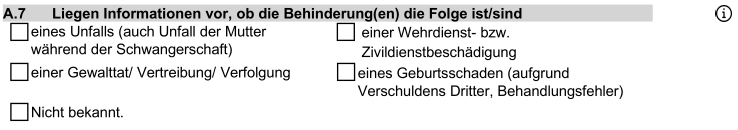 A.7 Liegen Informationen vor, ob die Behinderung(en) die Folge ist/sind
eines Unfalls (auch Unfall der Mutter
während der Schwangerschaft)
einer Wehrdienst- bzw.
Zivildienstbeschädigung
einer Gewalttat/ Vertreibung/ Verfolgung
eines Geburtsschaden (aufgrund
Verschuldens Dritter, Behandlungsfehler)
Nicht bekannt.